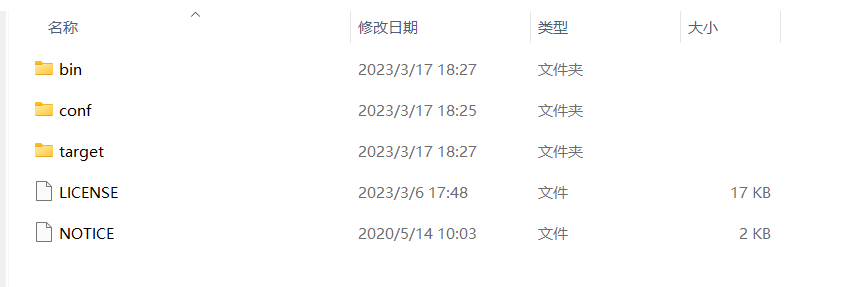 名称 修改日期 类型 大小
bin 2023/3/17 18:27 文件夹
conf 2023/3/17 18:25 文件夹
target 2023/3/17 18:27 文件夹
LICENSE 2023/3/6 17:48 文件 17 KB
NOTICE 2020/5/14 10:03 文件 2 KB